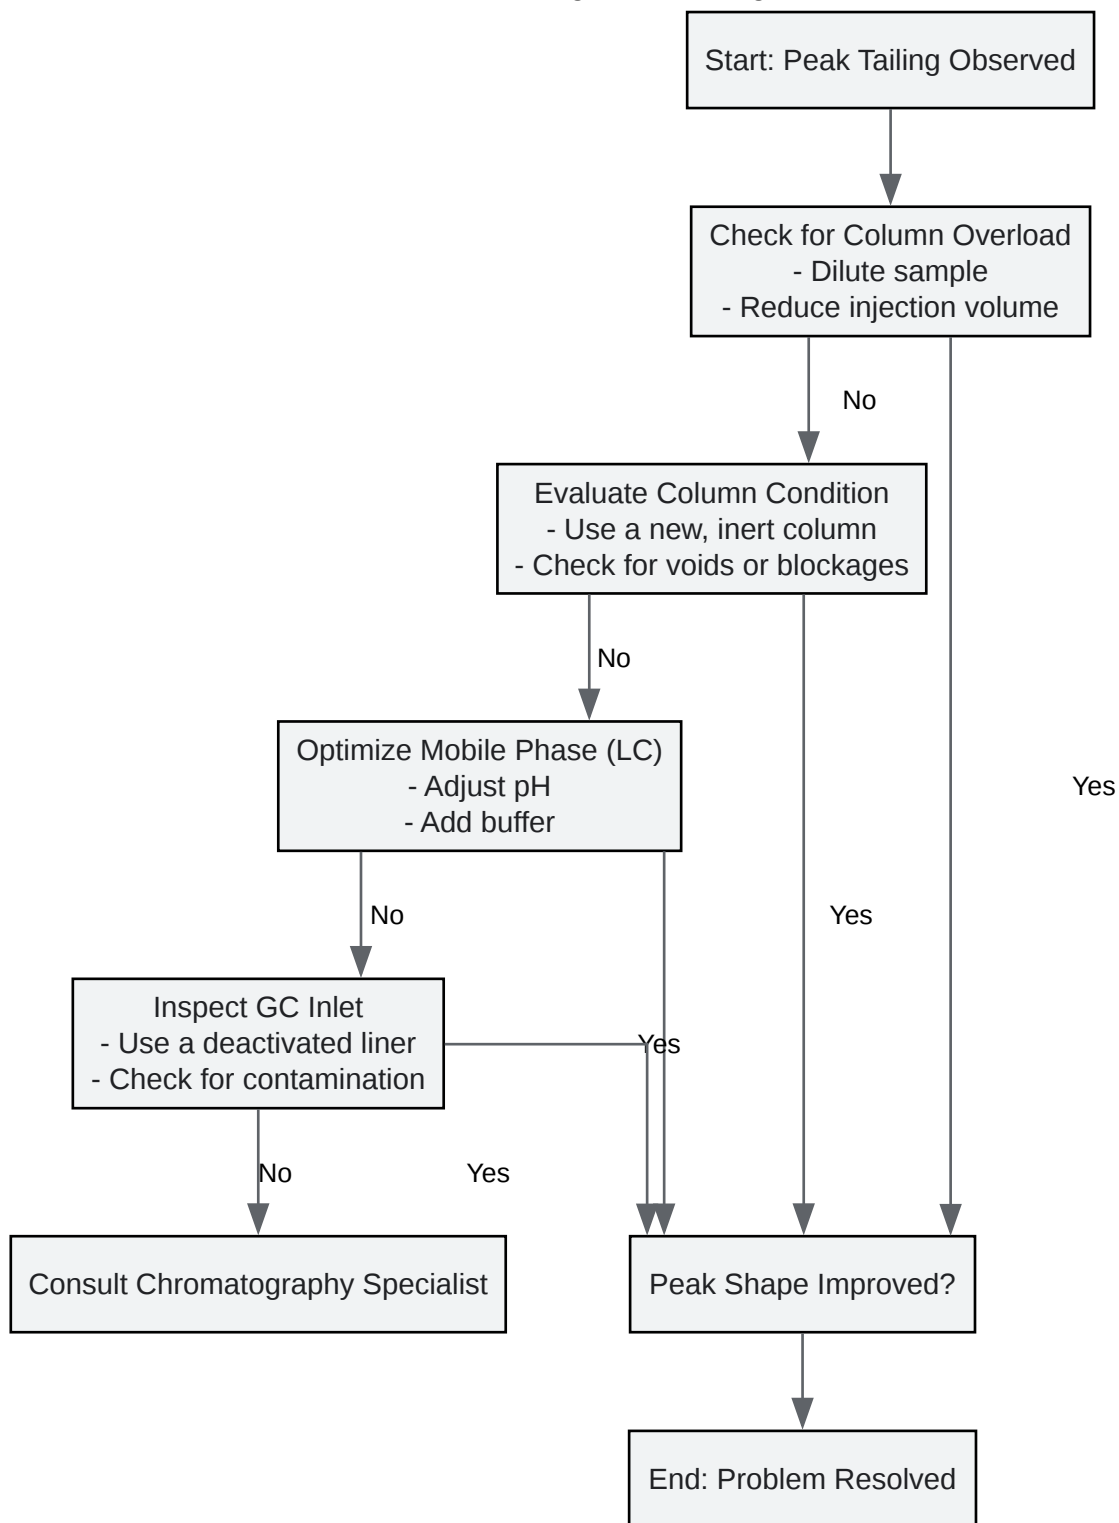 Start: Peak Tailing Observed
Check for Column Overload
- Dilute sample
- Reduce injection volume
No
Evaluate Column Condition
- Use a new, inert column
- Check for voids or blockages
No
Optimize Mobile Phase (LC)
- Adjust pH
- Add buffer
Yes
No
Yes
Inspect GC Inlet
- Use a deactivated liner
- Check for contamination
Yes
No
Yes
Consult Chromatography Specialist
Peak Shape Improved?
End: Problem Resolved